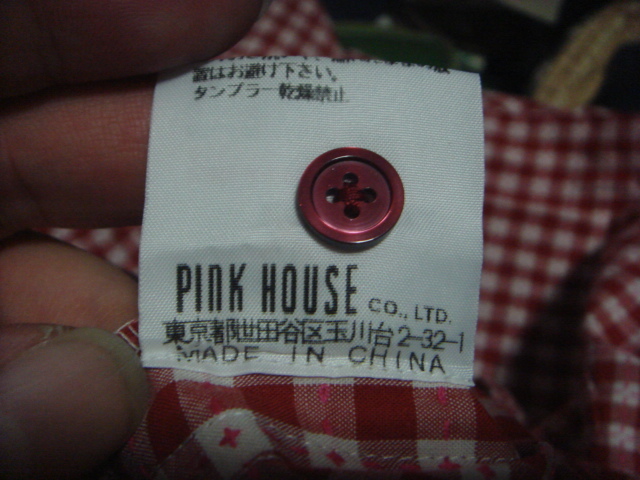 置はお避け下さい。
タンブラー乾燥禁止
PINK HOUSE CO., LTD.
東京都世田谷区玉川台2-32-1
MADE IN CHINA